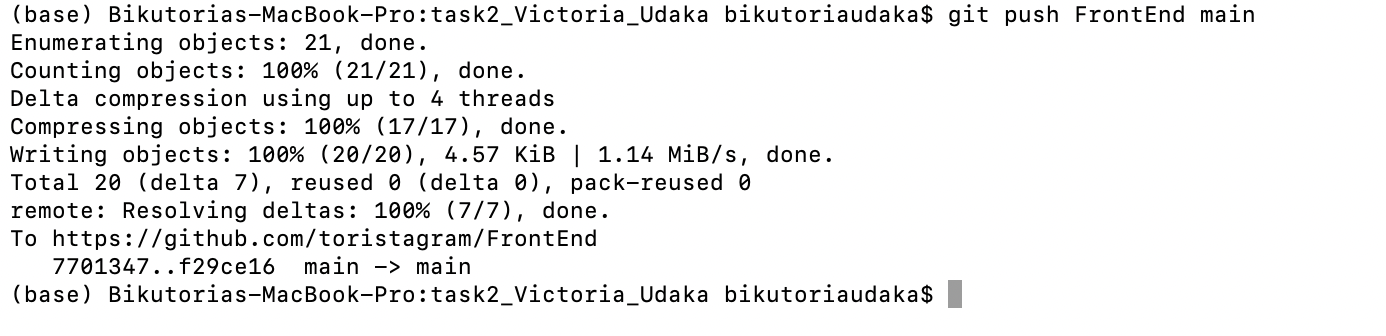 (base) Bikutorias-MacBook-Pro:task2_Victoria_Udaka bikutoriaudaka$ git push FrontEnd main
Enumerating objects: 21, done.
Counting objects: 100% (21/21), done.
Delta compression using up to 4 threads
Compressing objects: 100% (17/17), done.
Writing objects: 100% (20/20), 4.57 KiB | 1.14 MiB/s, done.
Total 20 (delta 7), reused 0 (delta 0), pack-reused 0
remote: Resolving deltas: 100% (7/7), done.
To https://github.com/toristagram/FrontEnd
   7701347..f29ce16  main -> main
(base) Bikutorias-MacBook-Pro:task2_Victoria_Udaka bikutoriaudaka$